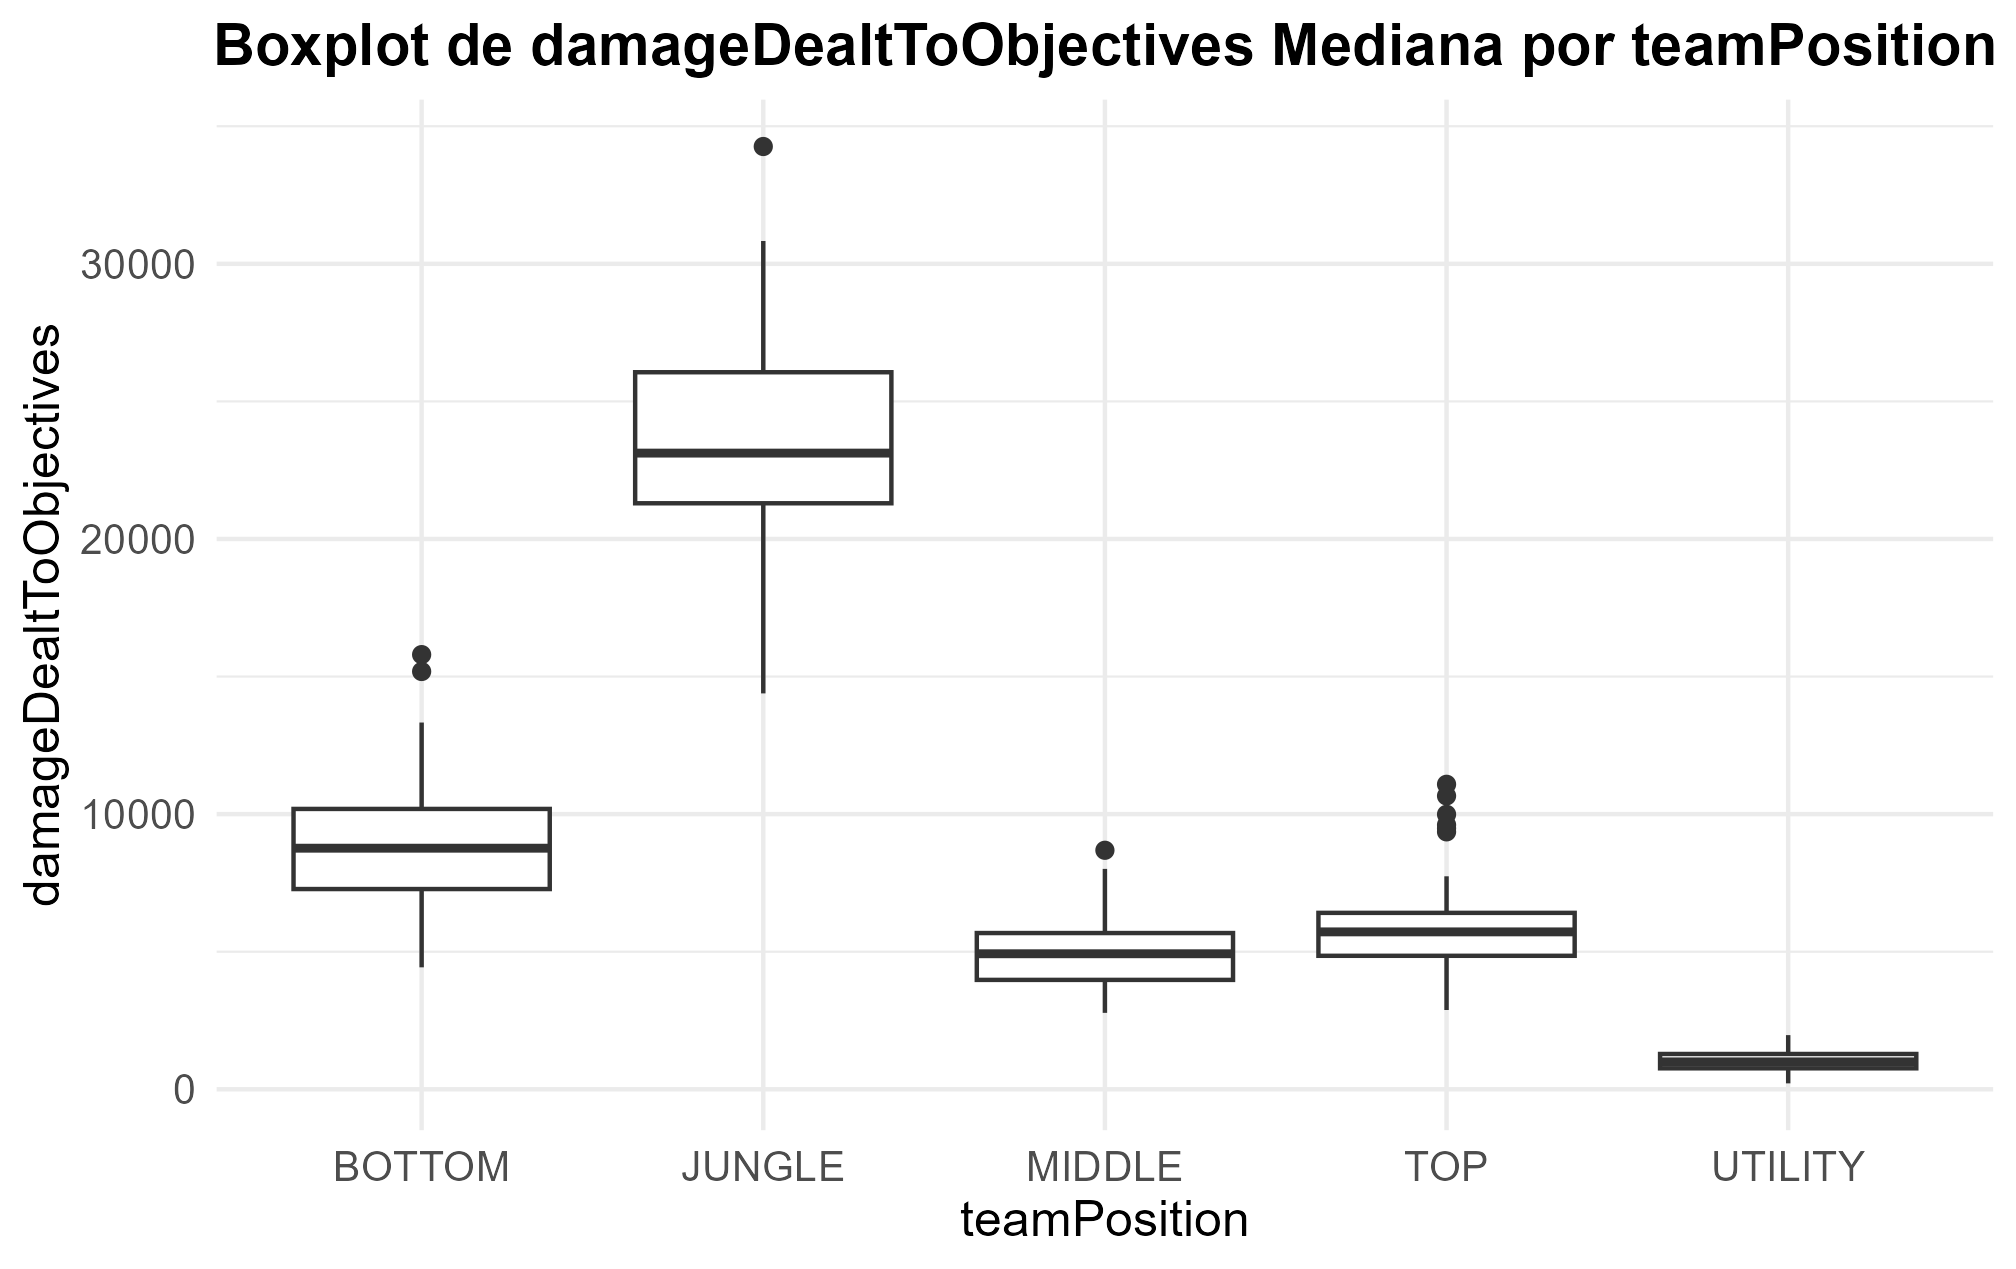 Boxplot de damageDealtToObjectives Mediana por teamPosition
damageDealtToObjectives
30000
20000
10000
0
BOTTOM JUNGLE MIDDLE TOP UTILITY
teamPosition